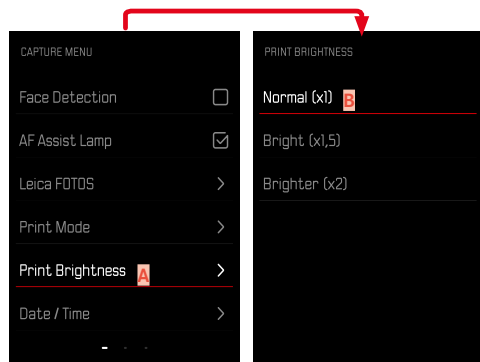 CAPTURE MENU
Face Detection
AF Assist Lamp
Leica FOTOS
Print Mode
Print Brightness A
Date / Time
PRINT BRIGHTNESS
Normal (x1) B
Bright (x1,5)
Brighter (x2)